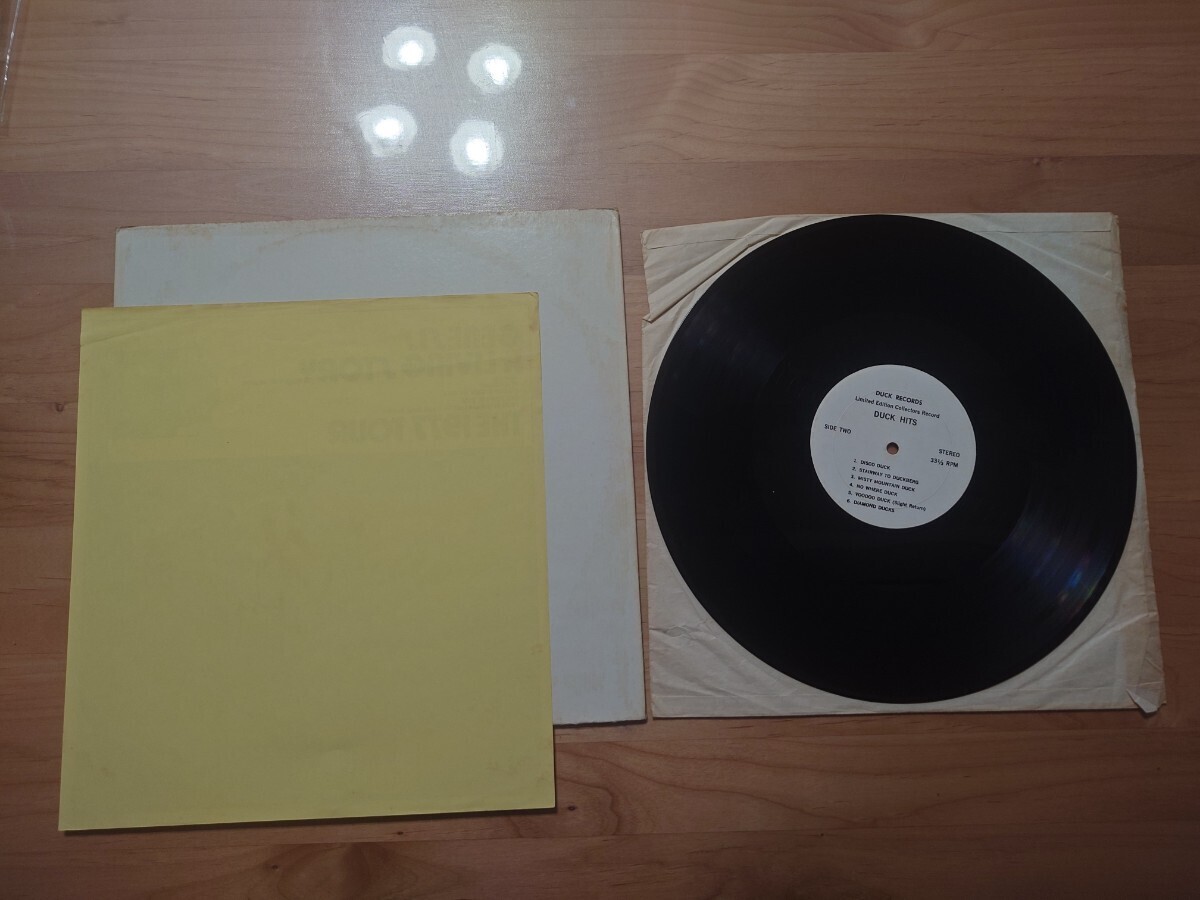 DUCK RECORDS
Limited Edition Collectors Record
DUCK HITS
SIDE TWO
STEREO
33⅓ RPM
1. DISCO DUCK
2. STAIRWAY TO DUCKDERS
3. MISTY MOUNTAIN DUCK
4. NO WHERE DUCK
5. VOODOO DUCK (Slight Return)
6. DIAMOND DUCKS